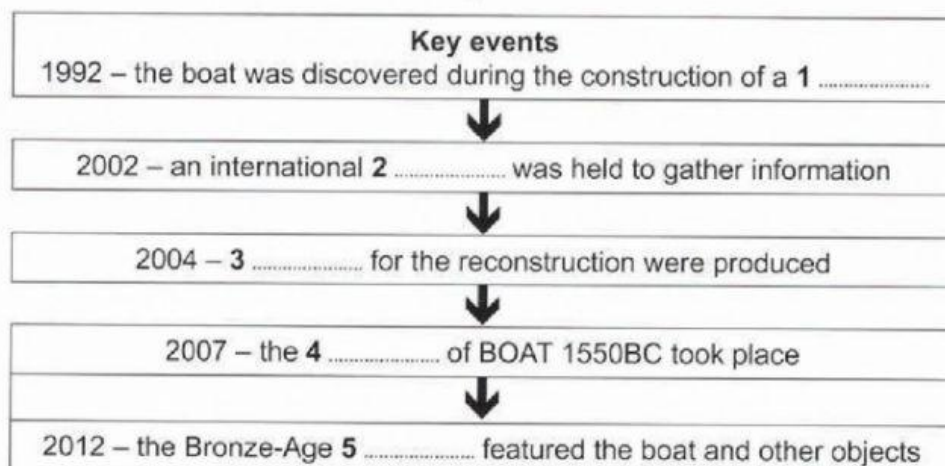 Key events
1992 – the boat was discovered during the construction of a 1 ....................
2002 – an international 2 .................... was held to gather information
2004 – 3 .................... for the reconstruction were produced
2007 – the 4 .................... of BOAT 1550BC took place
2012 – the Bronze-Age 5 .................... featured the boat and other objects